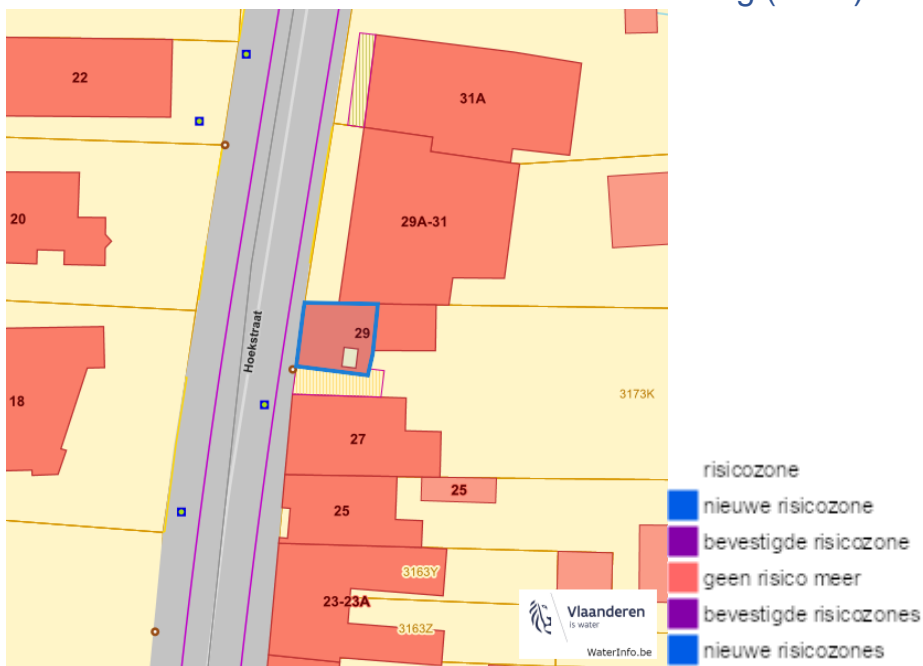 22
31A
20
29A-31
29
Hoekstraat
18
3173K
27
25
25
3163Y
23-23A
3163Z
Vlaanderen
is water
WaterInfo.be
risicozone
nieuwe risicozone
bevestigde risicozone
geen risico meer
bevestigde risicozones
nieuwe risicozones